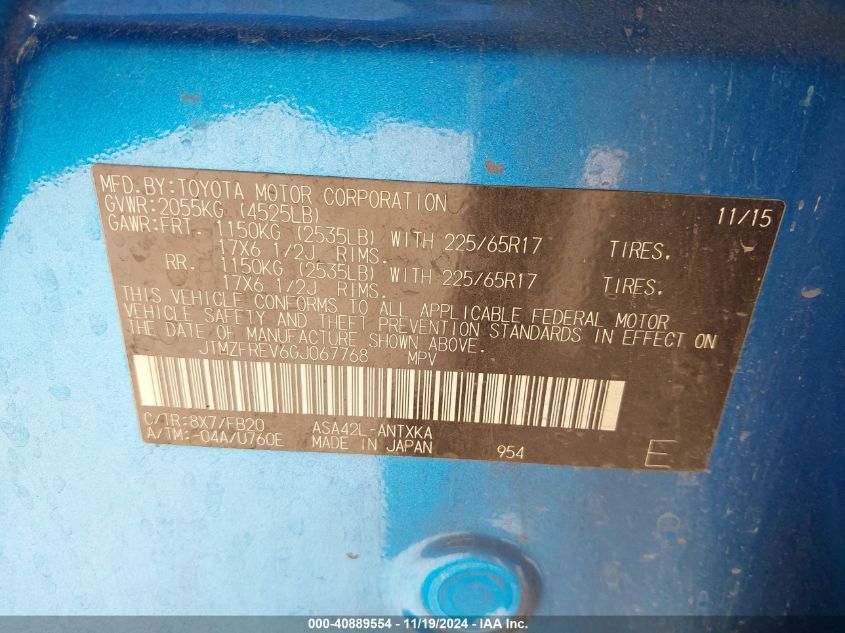 MFD.BY:TOYOTA MOTOR CORPORATION 11/15
GVWR:2055KG (4525LB)
GAWR:FRT. 1150KG (2535LB) WITH 225/65R17 TIRES.
17X6 1/2J RIMS.
RR. 1150KG (2535LB) WITH 225/65R17 TIRES.
17X6 1/2J RIMS.
THIS VEHICLE CONFORMS TO ALL APPLICABLE FEDERAL MOTOR
VEHICLE SAFETY AND THEFT PREVENTION STANDARDS IN EFFECT ON
THE DATE OF MANUFACTURE SHOWN ABOVE.
JTMZFREV6GJ067768 MPV
C/TR:8X7/FB20 ASA42L-ANTXKA
A/TM:-04A/U760E MADE IN JAPAN 954 E
000-40889554 - 11/19/2024 - IAA Inc.